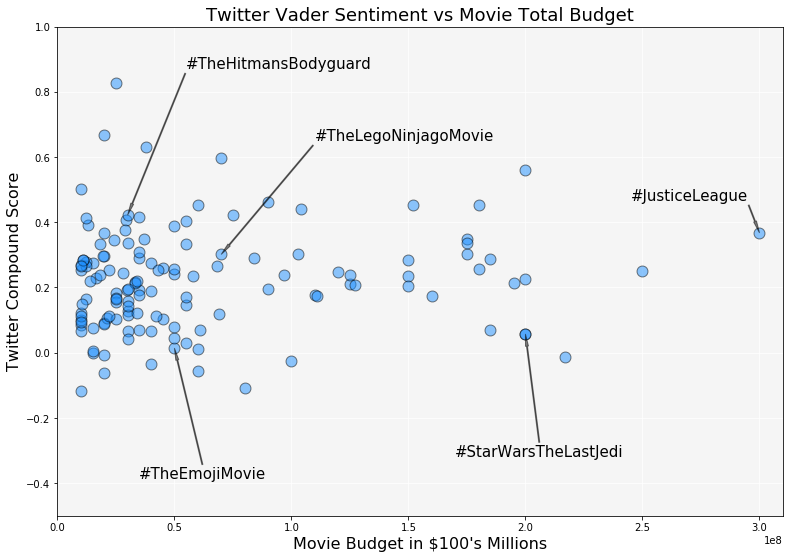 Twitter Vader Sentiment vs Movie Total Budget
1.0
#TheHitmansBodyguard
0.8
#TheLegoNinjagoMovie
0.6
#JusticeLeague
0.4
Twitter Compound Score
0.2
0.0
−0.2
#StarWarsTheLastJedi
#TheEmojiMovie
−0.4
0.0 0.5 1.0 1.5 2.0 2.5 3.0
1e8
Movie Budget in $100's Millions